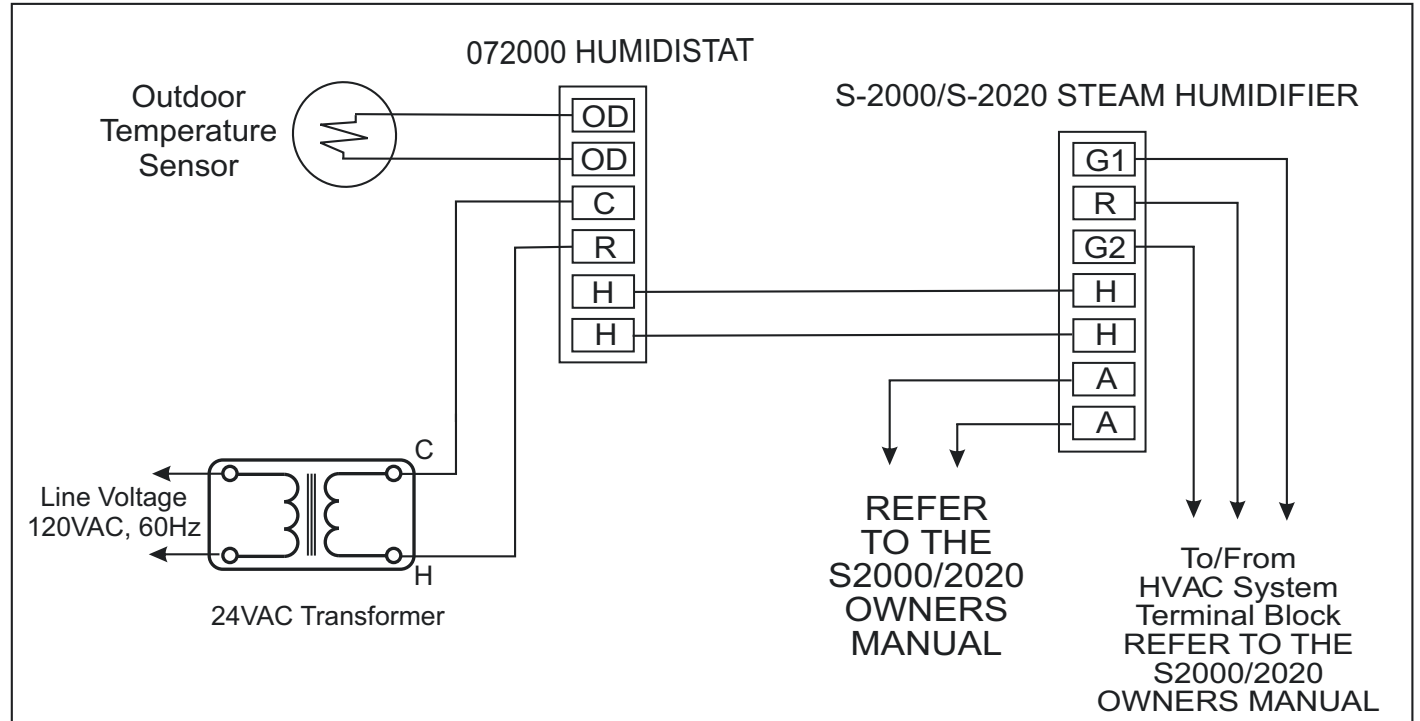 072000 HUMIDISTAT
Outdoor
Temperature
Sensor
OD
OD
C
R
H
H
S-2000/S-2020 STEAM HUMIDIFIER
G1
R
G2
H
H
A
A
C
Line Voltage
120VAC, 60Hz
H
24VAC Transformer
REFER
TO THE
S2000/2020
OWNERS
MANUAL
To/From
HVAC System
Terminal Block
REFER TO THE
S2000/2020
OWNERS MANUAL